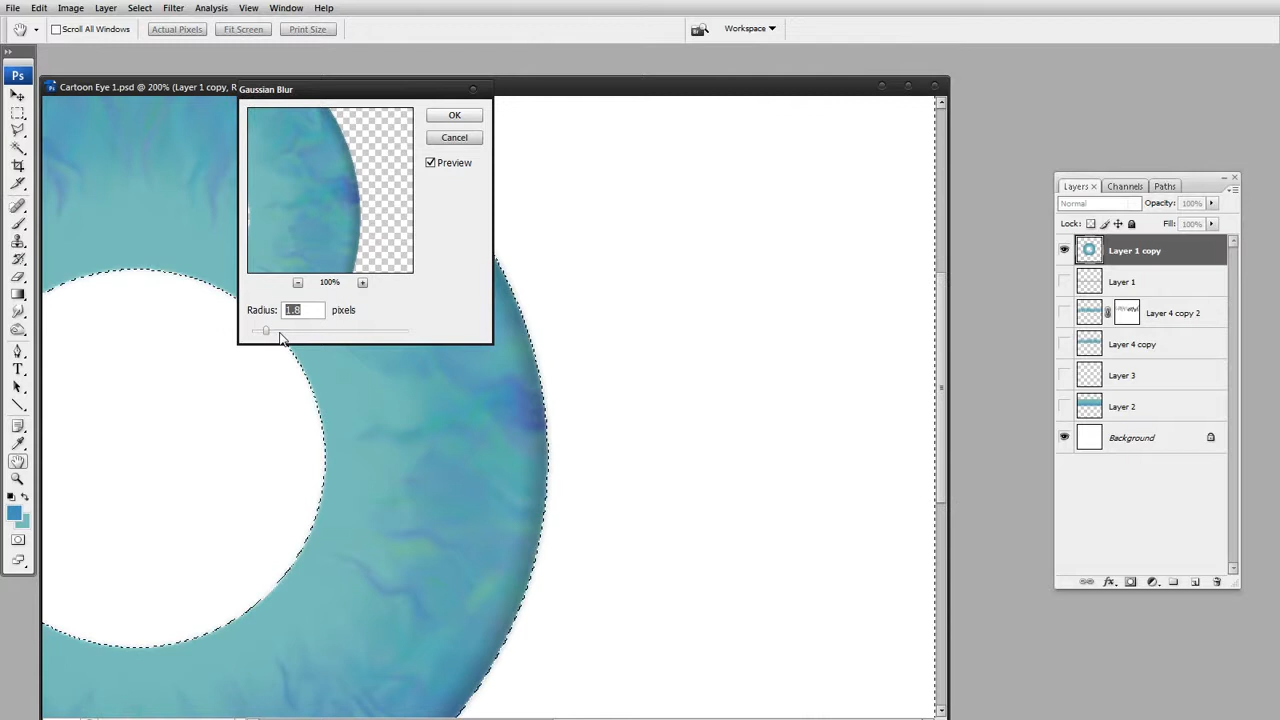 File Edit Image Layer Select Filter Analysis View Window Help
Scroll All Windows Actual Pixels Fit Screen Print Size Workspace
Ps
Cartoon Eye 1.psd @ 200% (Layer 1 copy, R
Gaussian Blur
OK
Cancel
Preview
100%
Radius: 1.8 pixels
Layers Channels Paths
Normal Opacity: 100%
Lock: Fill: 100%
Layer 1 copy
Layer 1
Layer 4 copy 2
Layer 4 copy
Layer 3
Layer 2
Background